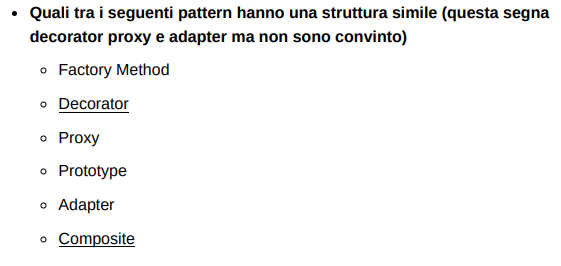 Quali tra i seguenti pattern hanno una struttura simile (questa segna
decorator proxy e adapter ma non sono convinto)
Factory Method
Decorator
Proxy
Prototype
Adapter
Composite